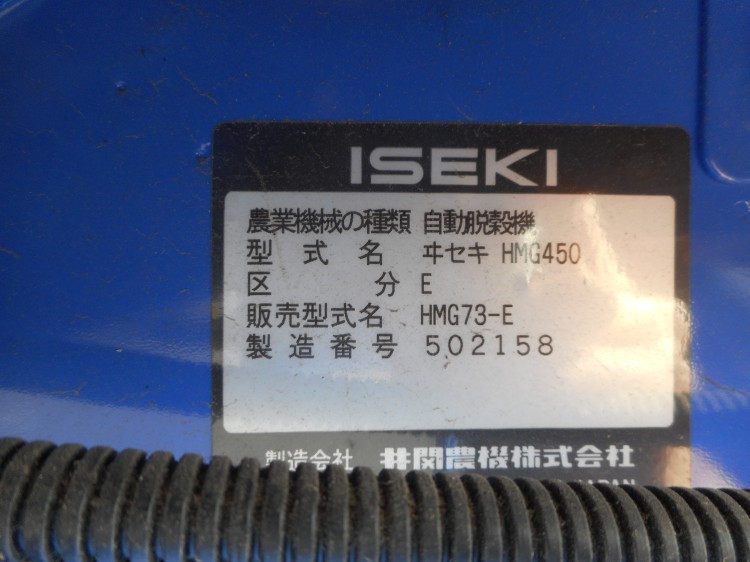 ISEKI
農業機械の種類 自動脱穀機
型式名 ヰセキ HMG450
区分 E
販売型式名 HMG73-E
製造番号 502158
製造会社 井関農機株式会社
JAPAN